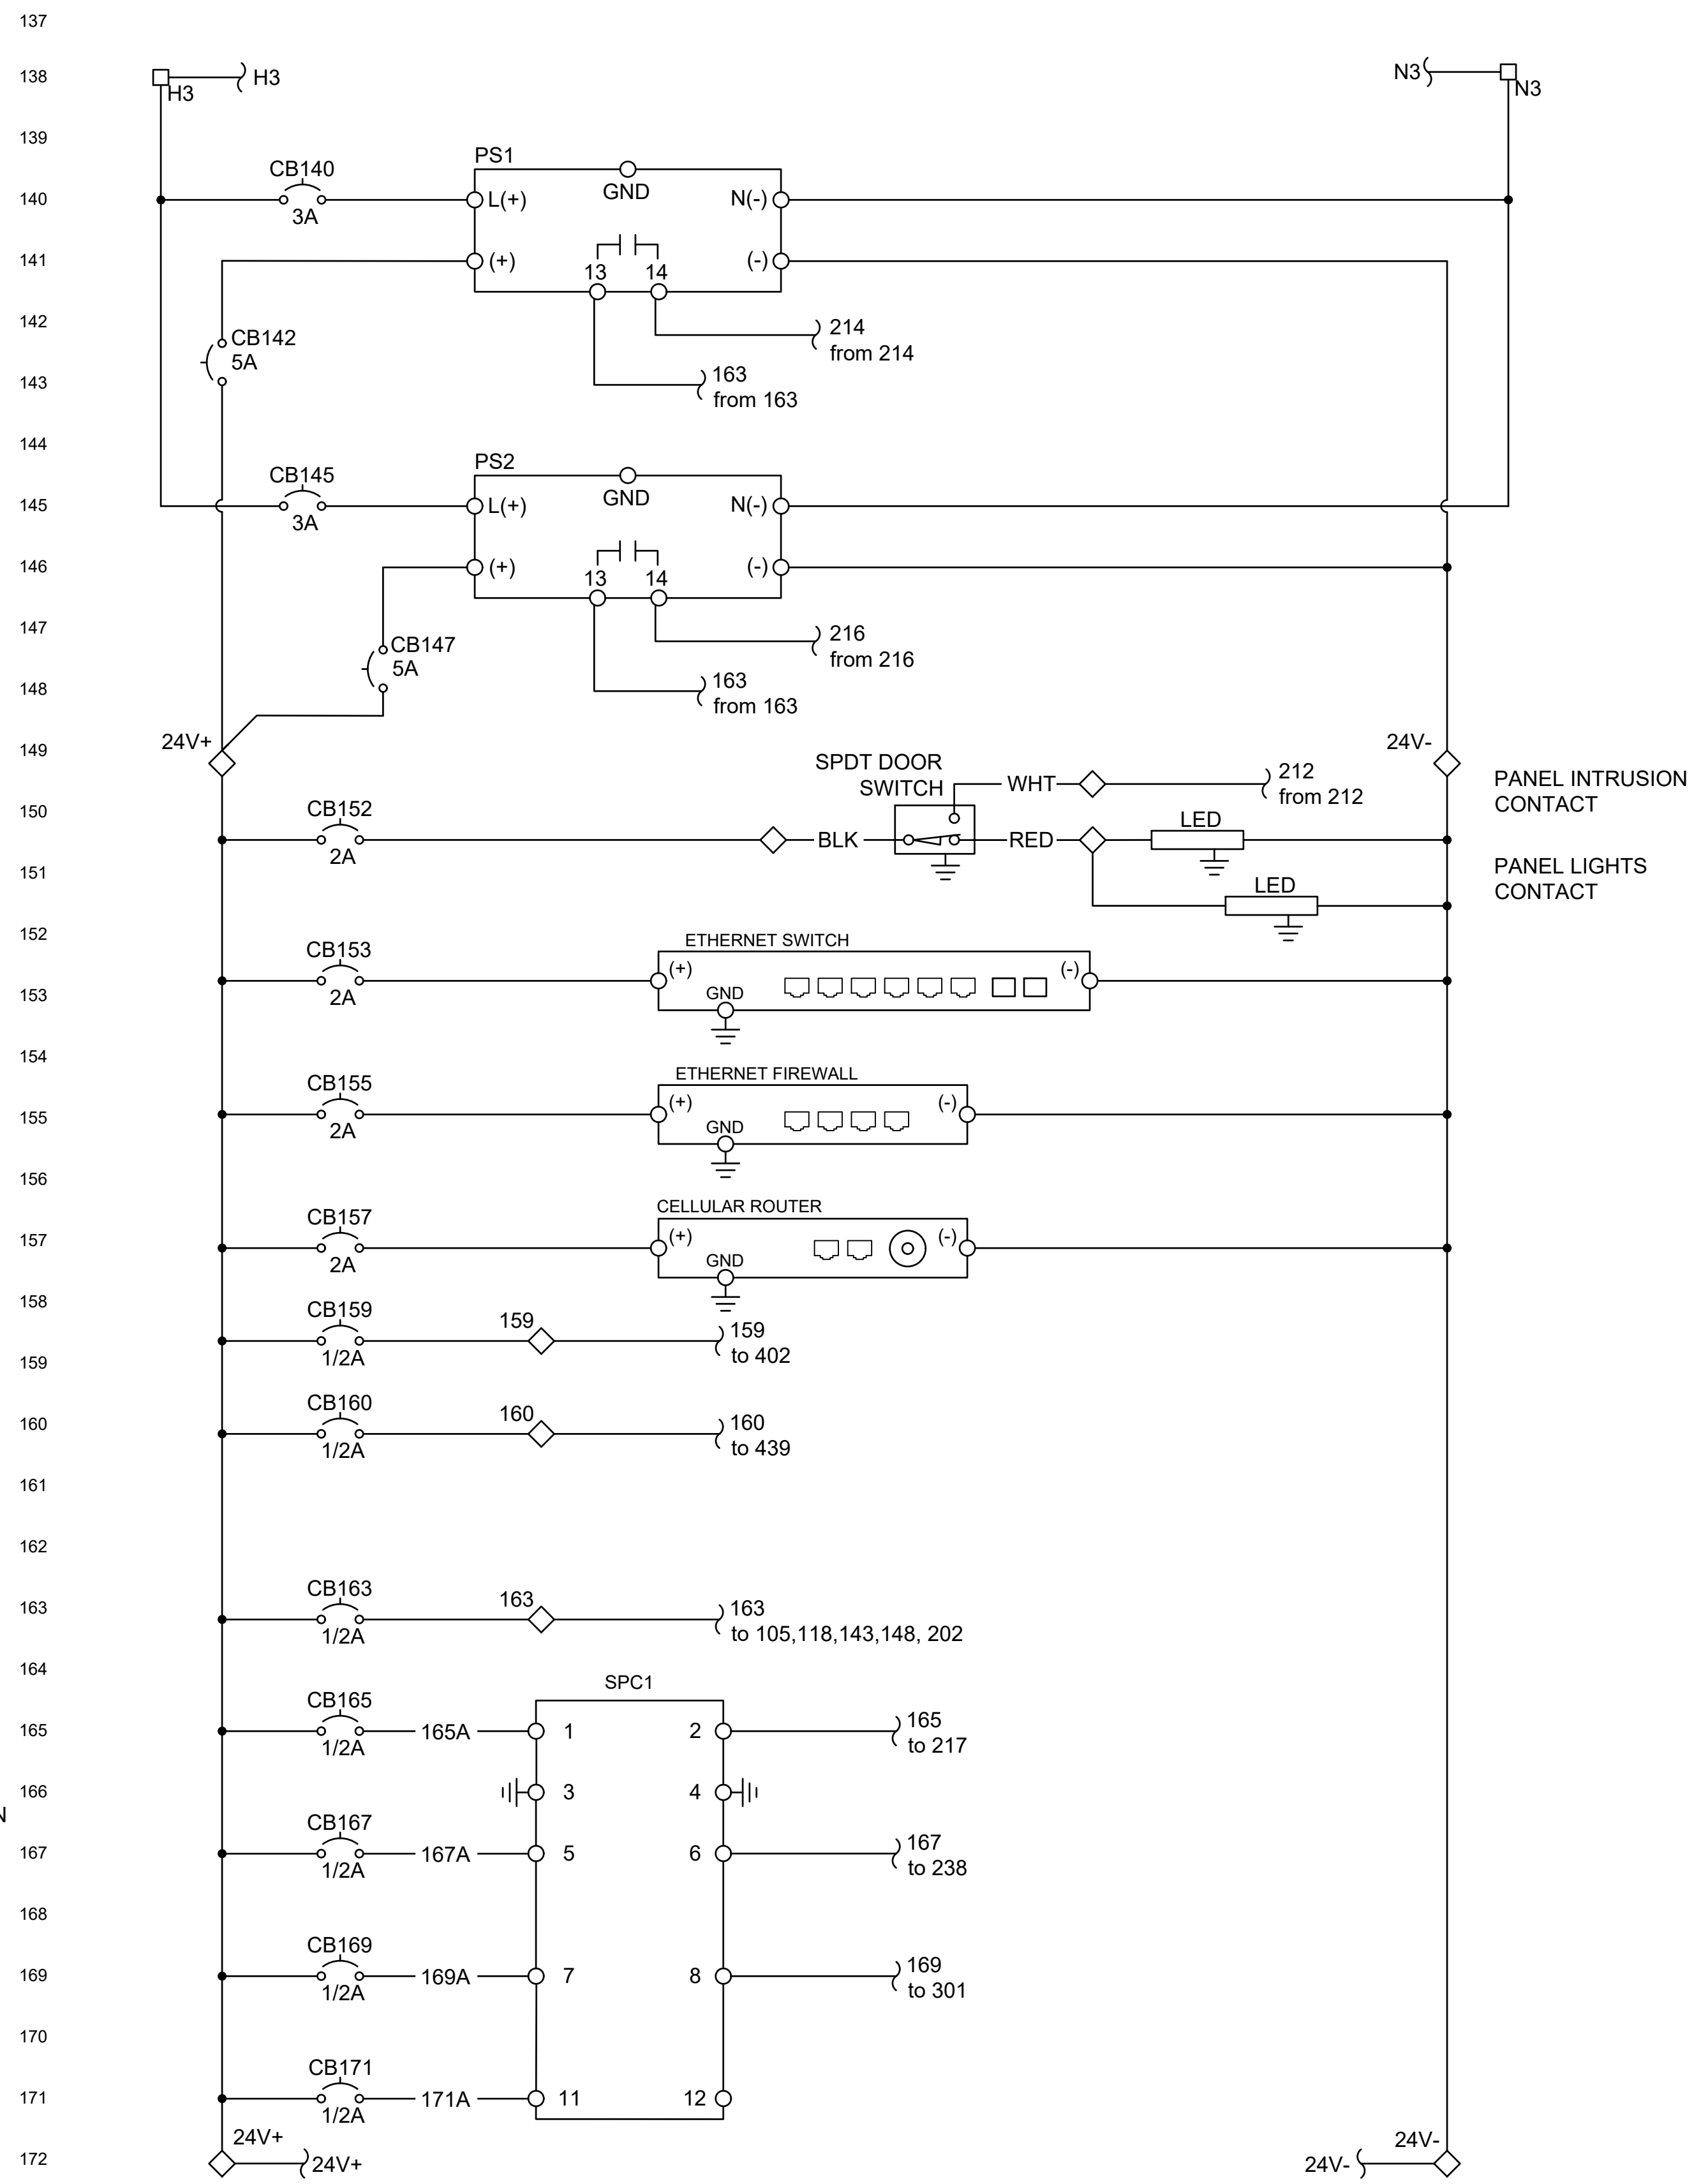 137
138
H3
H3
N3
N3
139
PS1
CB140
GND
140
L(+)
N(-)
3A
141
(+)
(-)
13
14
142
214
from 214
CB142
5A
143
163
from 163
144
PS2
CB145
GND
145
L(+)
N(-)
3A
146
(+)
(-)
13
14
147
216
from 216
CB147
5A
148
163
from 163
149
24V+
24V-
SPDT DOOR
SWITCH
WHT
212
from 212
PANEL INTRUSION
CONTACT
150
CB152
2A
BLK
RED
LED
151
LED
PANEL LIGHTS
CONTACT
152
ETHERNET SWITCH
CB153
(+)
(-)
2A
GND
153
154
ETHERNET FIREWALL
CB155
(+)
(-)
155
2A
GND
156
CELLULAR ROUTER
CB157
(+)
(-)
157
2A
GND
158
CB159
159
159
to 402
1/2A
159
CB160
160
160
to 439
160
1/2A
161
162
CB163
163
163
to 105,118,143,148, 202
163
1/2A
164
SPC1
CB165
165
165A
1
2
165
to 217
1/2A
166
3
4
N
CB167
167
167A
5
6
167
to 238
1/2A
168
CB169
169
169A
7
8
169
to 301
1/2A
170
CB171
171
171A
11
12
1/2A
24V+
24V-
172
24V+
24V-